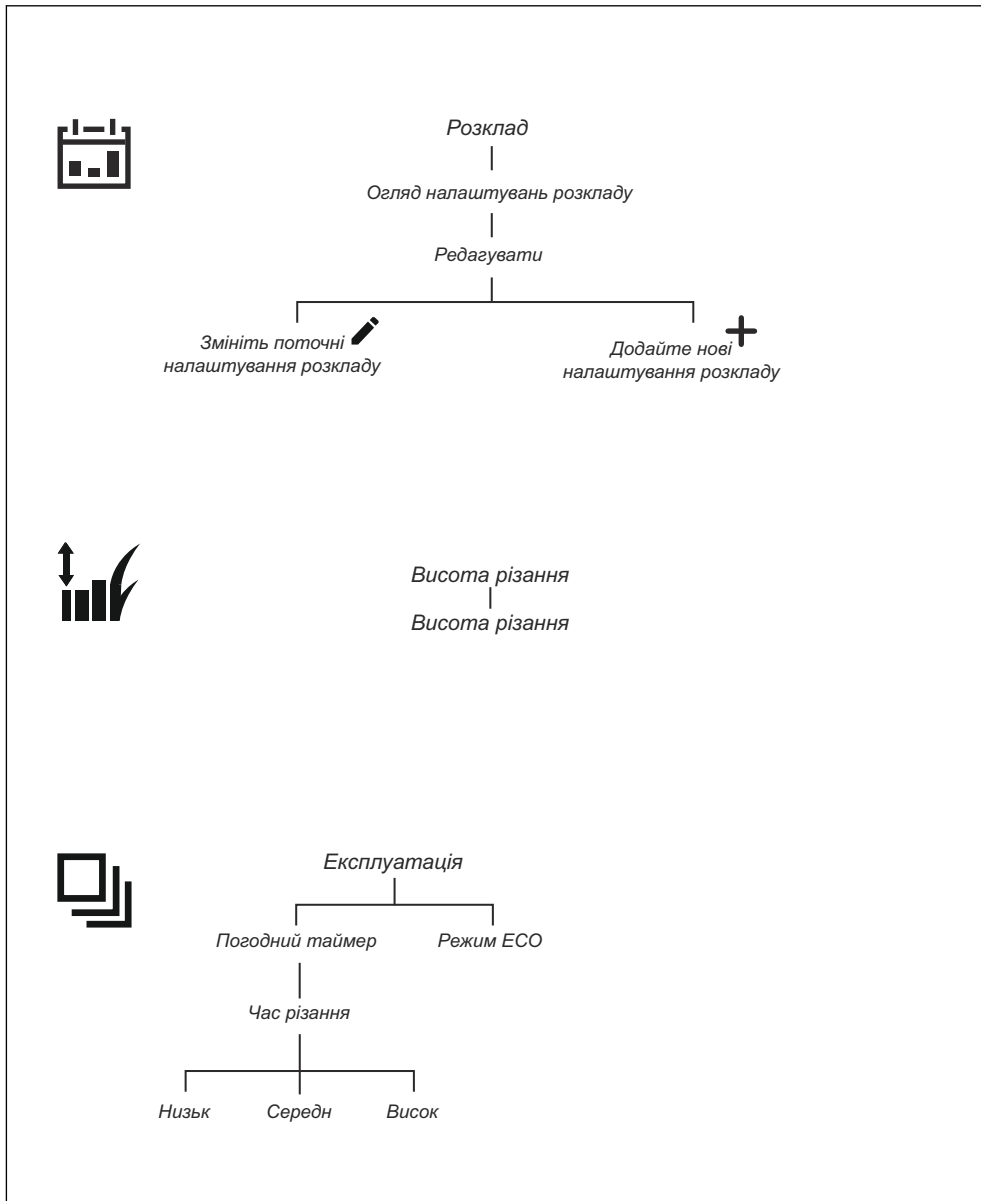 Розклад
Огляд налаштувань розкладу
Редагувати
Змініть поточні
налаштування розкладу
Додайте нові
налаштування розкладу
Висота різання
Висота різання
Експлуатація
Погодний таймер
Режим ECO
Час різання
Низьк
Середн
Висок